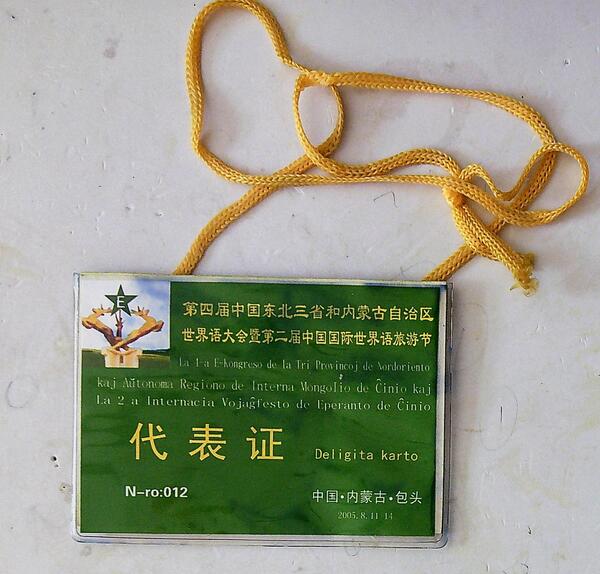 E
第四届中国东北三省和内蒙古自治区
世界语大会暨第二届中国国际世界语旅游节
La 1-a E-Kongreso de la Tri Provincoj de Nordoriento
kaj Aŭtonoma Regiono de Interna Mongolio de Ĉinio kaj
La 2 a Internacia Vojaĝfesto de Eperanto de Ĉinio
代表证 Deligita karto
N-ro:012 中国·内蒙古·包头
2005.8.11-14